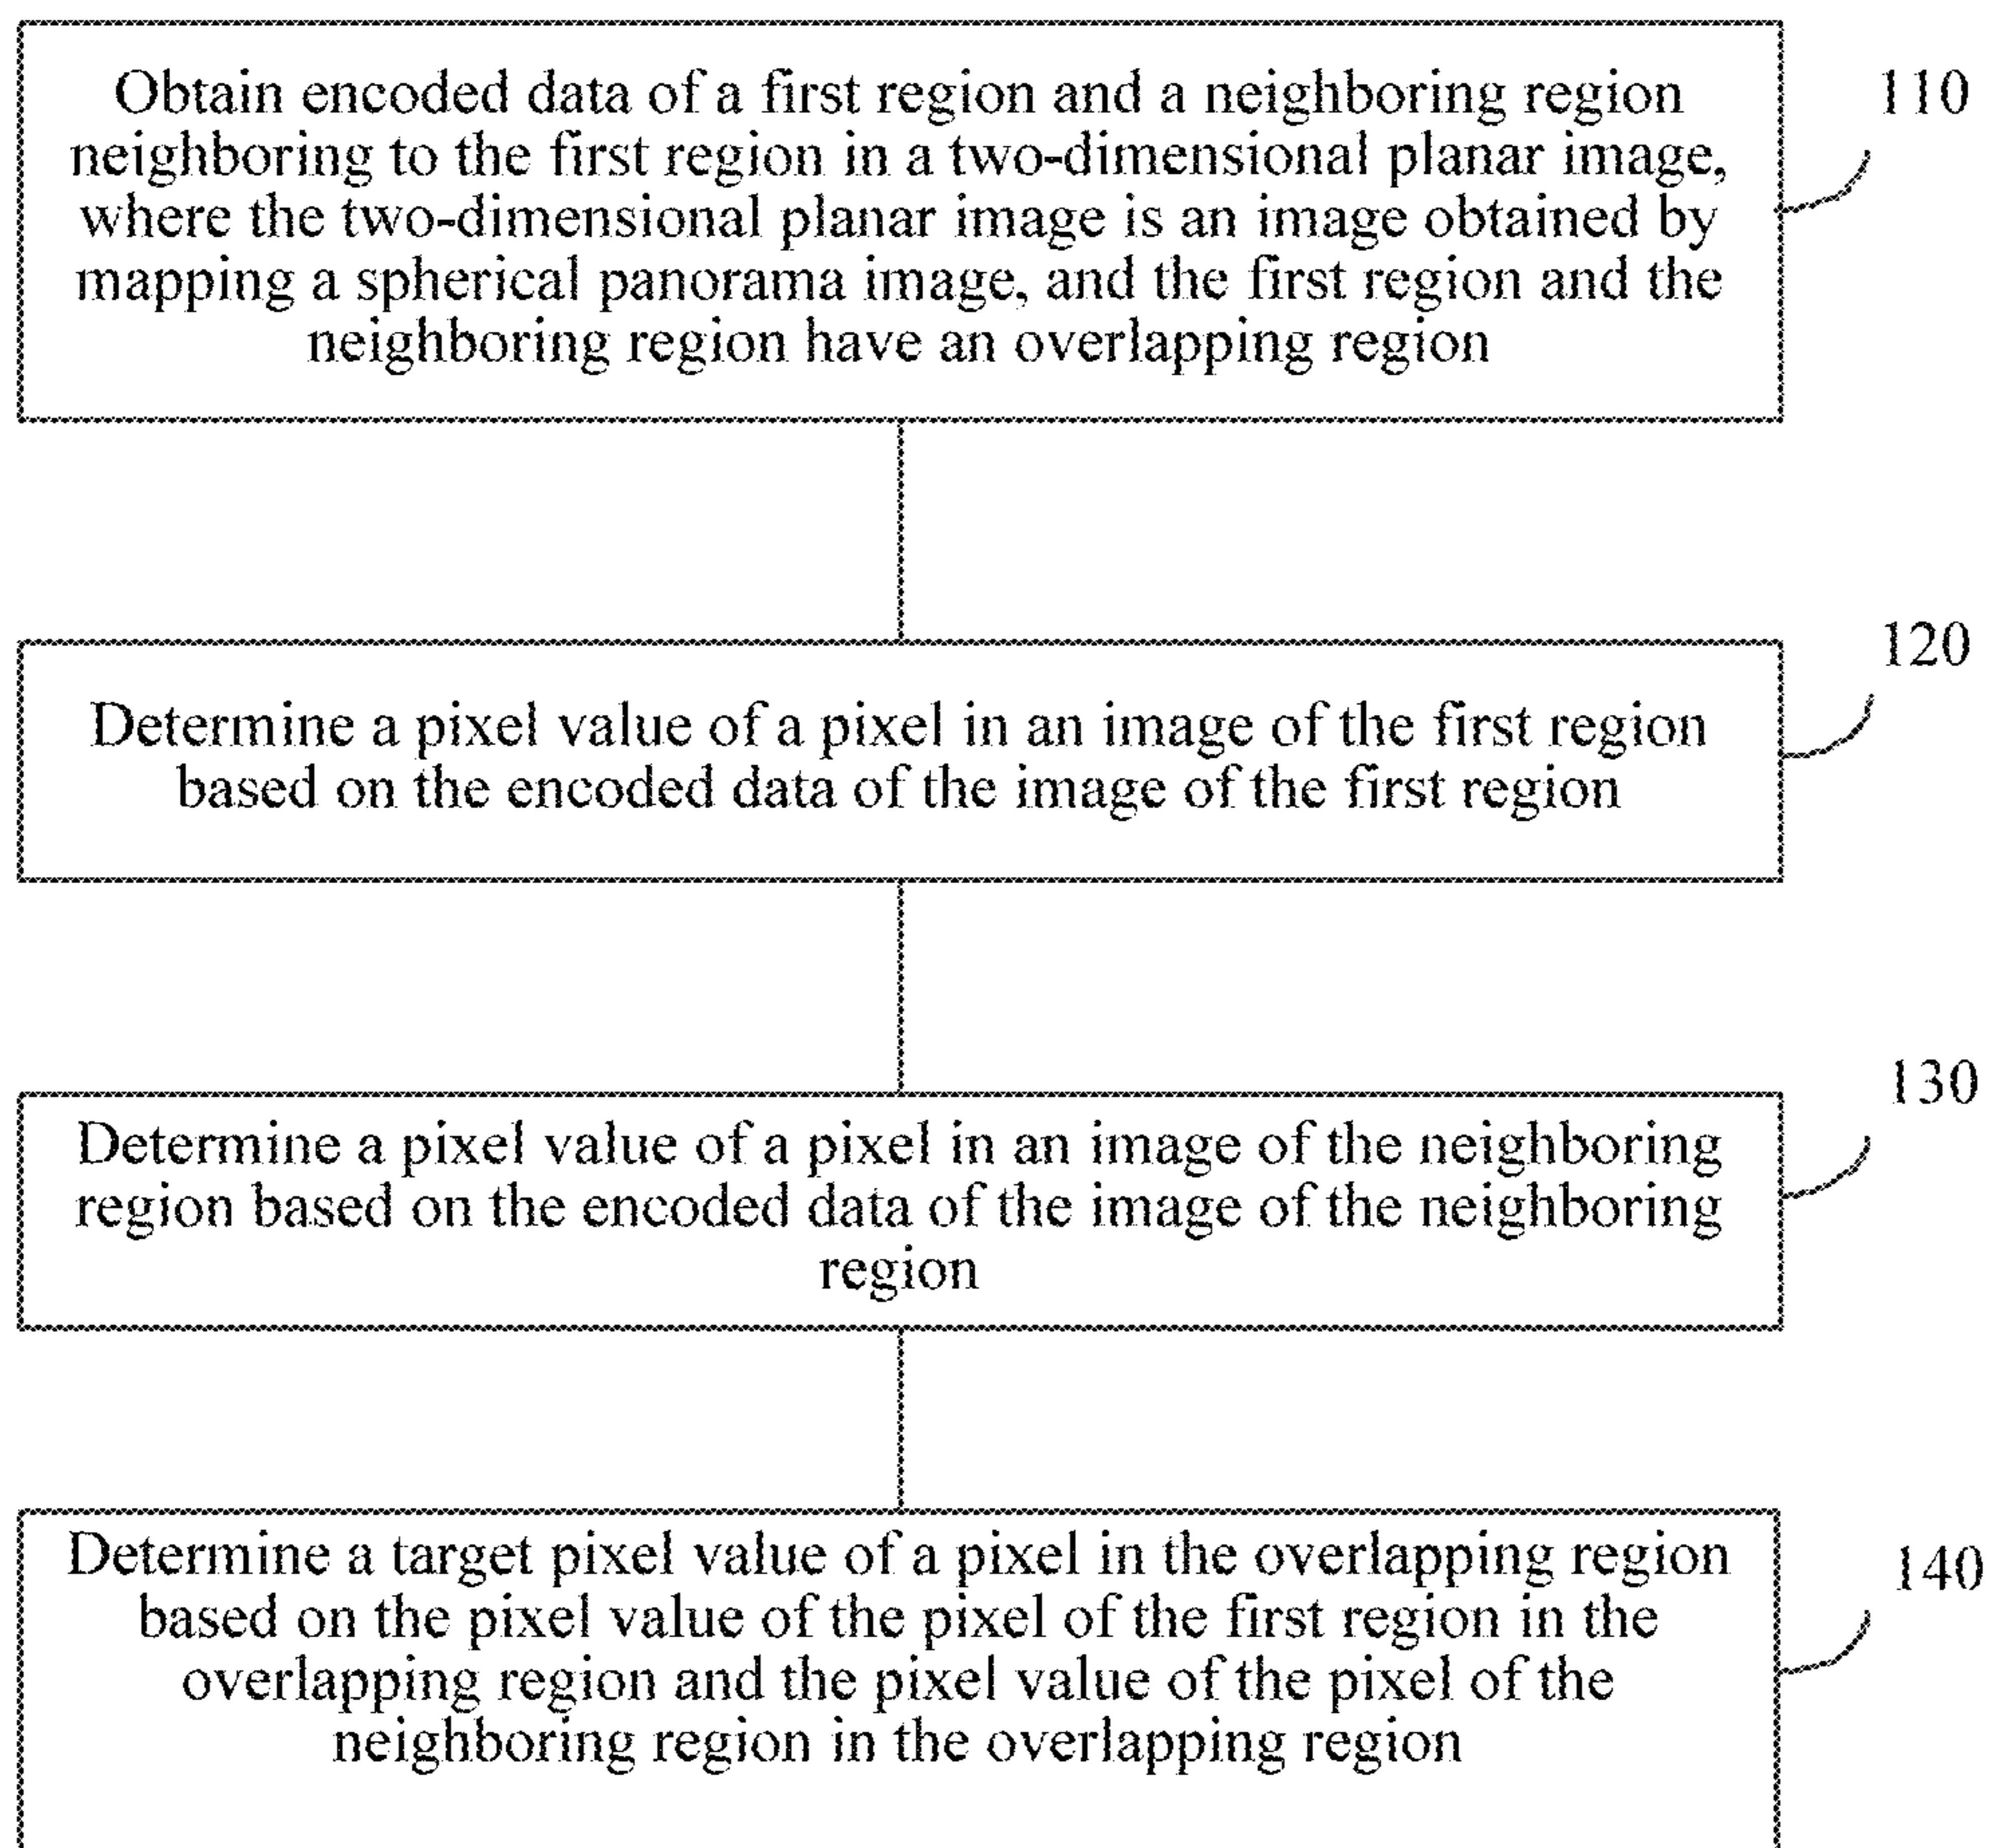 Obtain encoded data of a first region and a neighboring region
neighboring to the first region in a two-dimensional planar image,
where the two-dimensional planar image is an image obtained by
mapping a spherical panorama image, and the first region and the
neighboring region have an overlapping region
110
Determine a pixel value of a pixel in an image of the first region
based on the encoded data of the image of the first region
120
Determine a pixel value of a pixel in an image of the neighboring
region based on the encoded data of the image of the neighboring
region
130
Determine a target pixel value of a pixel in the overlapping region
based on the pixel value of the pixel of the first region in the
overlapping region and the pixel value of the pixel of the
neighboring region in the overlapping region
140